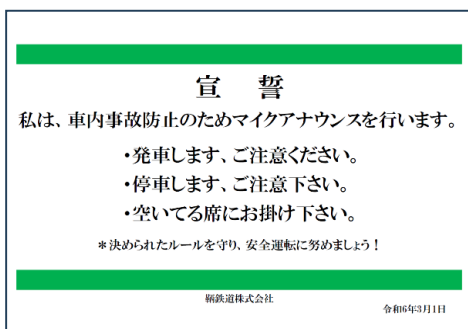 宣　誓
私は、車内事故防止のためマイクアナウンスを行います。
・発車します、ご注意ください。
・停車します、ご注意下さい。
・空いてる席にお掛け下さい。
＊決められたルールを守り、安全運転に努めましょう！
鞆鉄道株式会社
令和6年3月1日